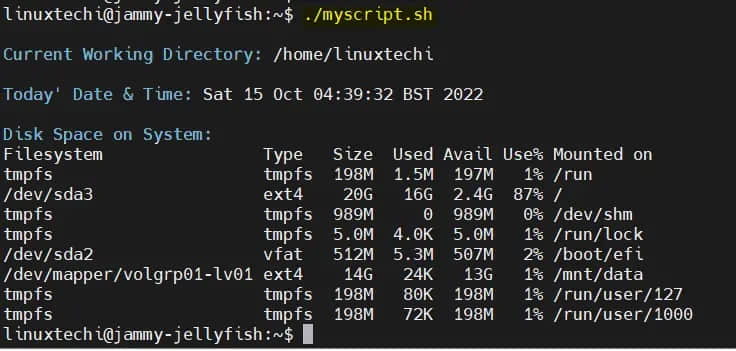 linuxtechi@jammy-jellyfish:~$ ./myscript.sh
Current Working Directory: /home/linuxtechi
Today' Date & Time: Sat 15 Oct 04:39:32 BST 2022
Disk Space on System:
Filesystem                Type   Size  Used Avail Use% Mounted on
tmpfs                     tmpfs  198M  1.5M  197M   1% /run
/dev/sda3                 ext4    20G   16G  2.4G  87% /
tmpfs                     tmpfs  989M     0  989M   0% /dev/shm
tmpfs                     tmpfs  5.0M  4.0K  5.0M   1% /run/lock
/dev/sda2                 vfat   512M  5.3M  507M   2% /boot/efi
/dev/mapper/volgrp01-lv01 ext4    14G   24K   13G   1% /mnt/data
tmpfs                     tmpfs  198M   80K  198M   1% /run/user/127
tmpfs                     tmpfs  198M   72K  198M   1% /run/user/1000
linuxtechi@jammy-jellyfish:~$